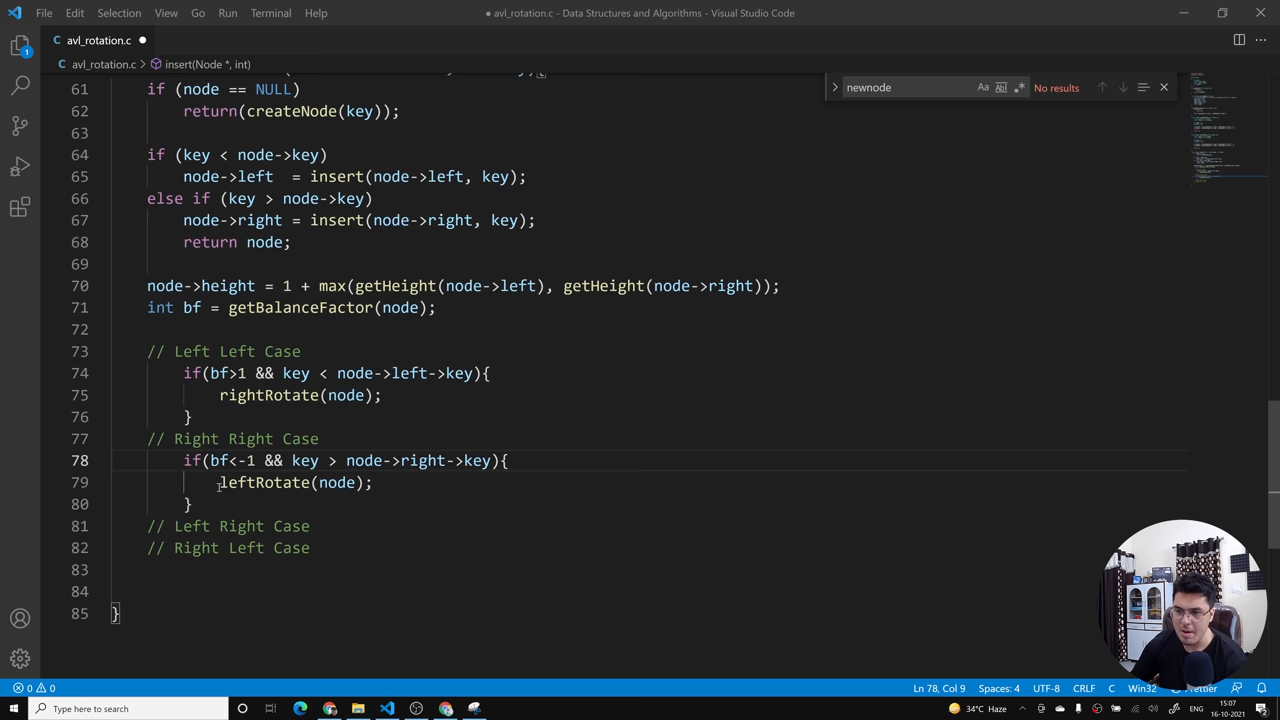 File Edit Selection View Go Run Terminal Help
● avl_rotation.c - Data Structures and Algorithms - Visual Studio Code
C avl_rotation.c ●
C avl_rotation.c > insert(Node *, int)
newnode Aa Abl .* No results
61 if (node == NULL)
62 return(createNode(key));
63
64 if (key < node->key)
65 node->left  = insert(node->left, key);
66 else if (key > node->key)
67 node->right = insert(node->right, key);
68 return node;
69
70 node->height = 1 + max(getHeight(node->left), getHeight(node->right));
71 int bf = getBalanceFactor(node);
72
73 // Left Left Case
74 if(bf>1 && key < node->left->key){
75 rightRotate(node);
76 }
77 // Right Right Case
78 if(bf<-1 && key > node->right->key){
79 leftRotate(node);
80 }
81 // Left Right Case
82 // Right Left Case
83
84
85 }
1
0 0 Ln 78, Col 9 Spaces: 4 UTF-8 CRLF C Win32 Prettier
Type here to search
34°C Haze ENG 15:07
16-10-2021 2